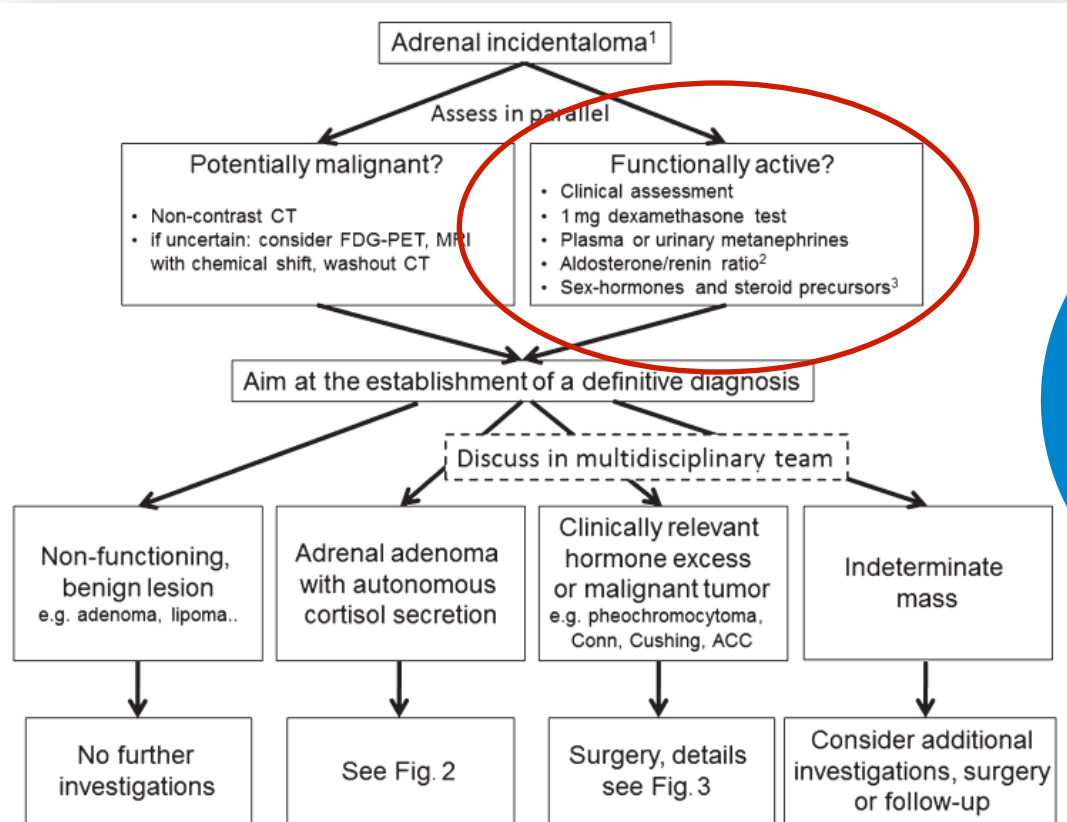 Adrenal incidentaloma¹
Assess in parallel
Potentially malignant?
• Non-contrast CT
• if uncertain: consider FDG-PET, MRI
with chemical shift, washout CT
Functionally active?
• Clinical assessment
• 1 mg dexamethasone test
• Plasma or urinary metanephrines
• Aldosterone/renin ratio²
• Sex-hormones and steroid precursors³
Aim at the establishment of a definitive diagnosis
Discuss in multidisciplinary team
Non-functioning,
benign lesion
e.g. adenoma, lipoma..
Adrenal adenoma
with autonomous
cortisol secretion
Clinically relevant
hormone excess
or malignant tumor
e.g. pheochromocytoma,
Conn, Cushing, ACC
Indeterminate
mass
No further
investigations
See Fig. 2
Surgery, details
see Fig. 3
Consider additional
investigations, surgery
or follow-up